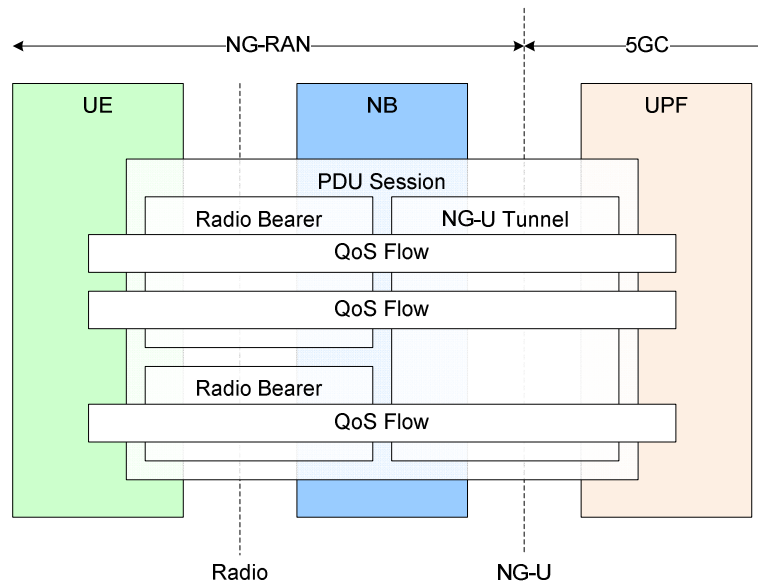 NG-RAN
5GC
UE
NB
UPF
PDU Session
Radio Bearer
NG-U Tunnel
QoS Flow
QoS Flow
Radio Bearer
QoS Flow
Radio
NG-U